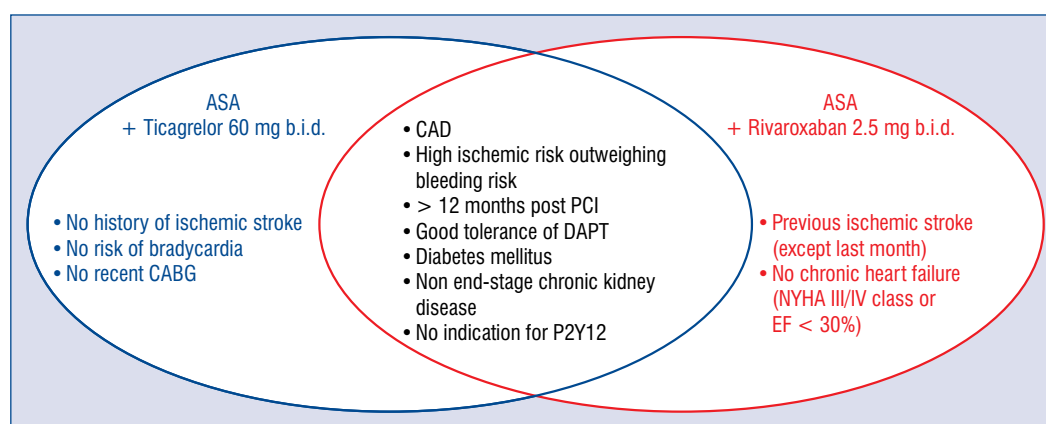 ASA
+ Ticagrelor 60 mg b.i.d.
• No history of ischemic stroke
• No risk of bradycardia
• No recent CABG
• CAD
• High ischemic risk outweighing
bleeding risk
• > 12 months post PCI
• Good tolerance of DAPT
• Diabetes mellitus
• Non end-stage chronic kidney
disease
• No indication for P2Y12
ASA
+ Rivaroxaban 2.5 mg b.i.d.
• Previous ischemic stroke
(except last month)
• No chronic heart failure
(NYHA III/IV class or
EF < 30%)